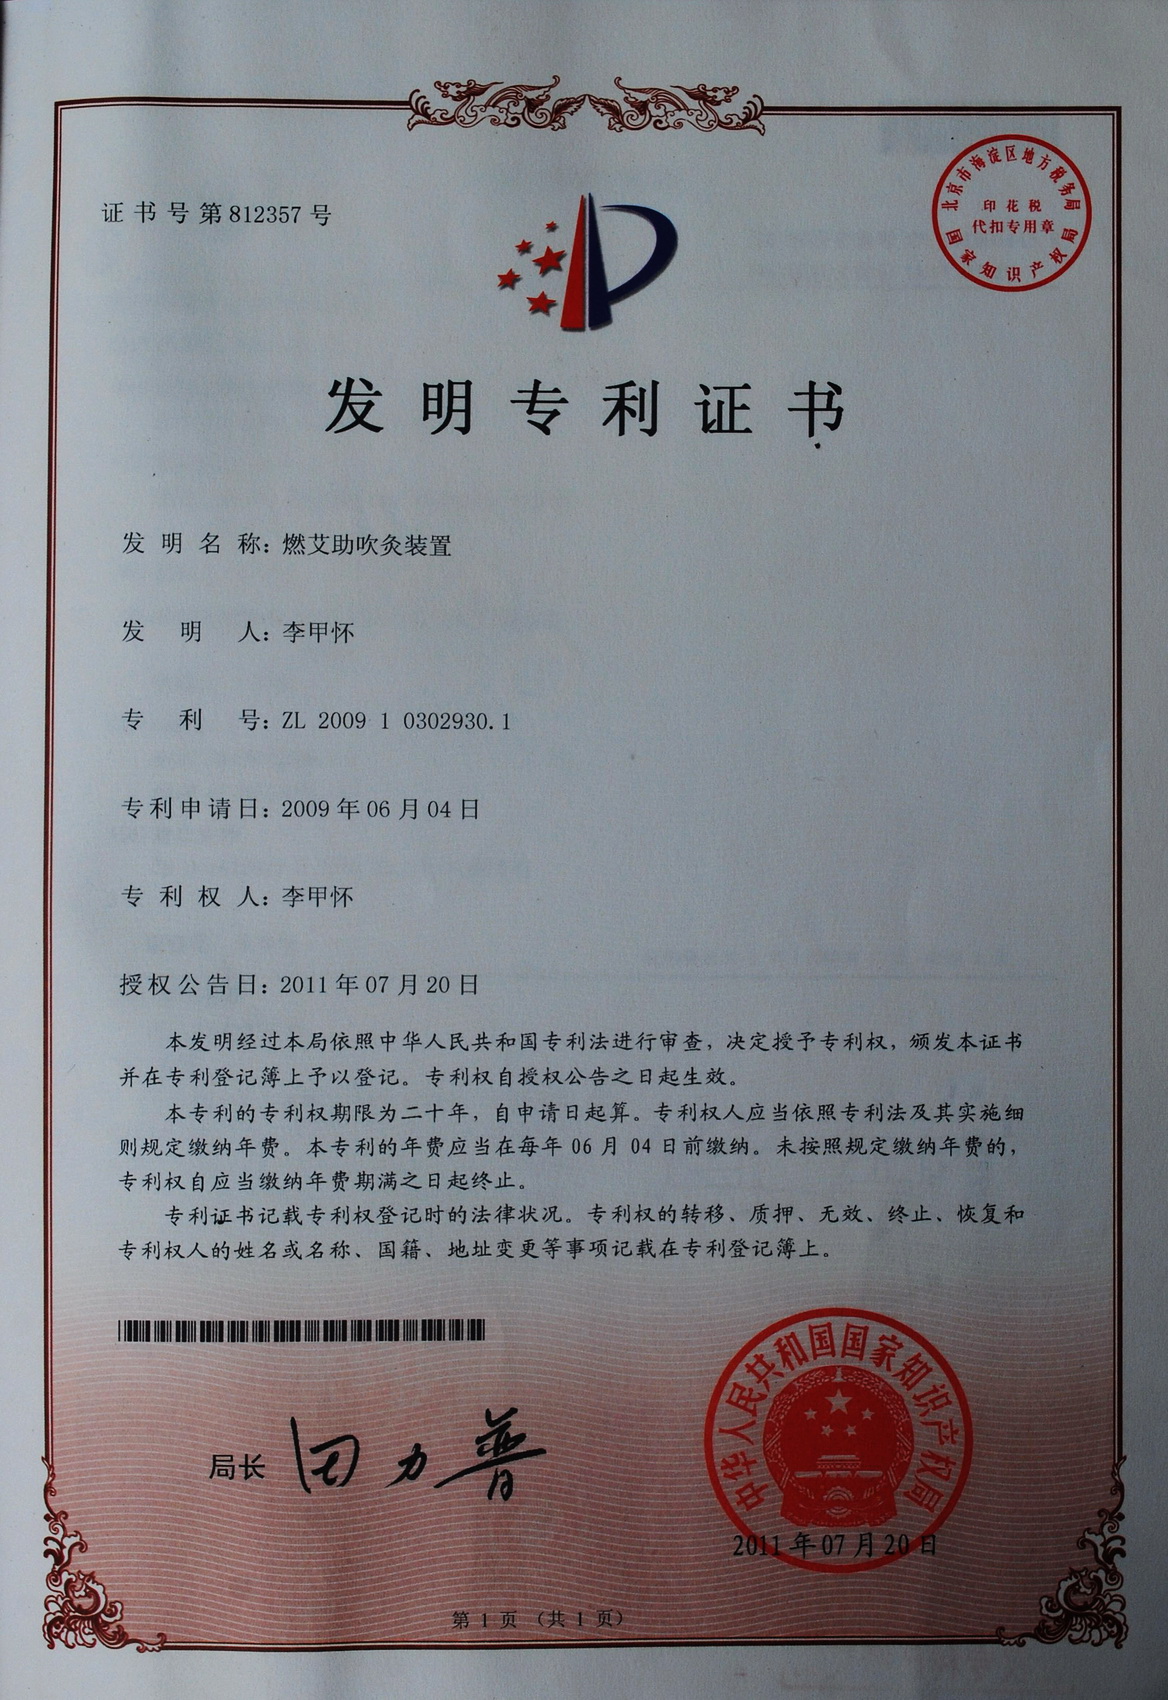 证书号第812357号
北京市海淀区地方税务局
印花税
代扣专用章
国家知识产权局
发明专利证书
发明名称：燃艾助吹灸装置
发明人：李甲怀
专利号：ZL 2009 1 0302930.1
专利申请日：2009年06月04日
专利权人：李甲怀
授权公告日：2011年07月20日
本发明经过本局依照中华人民共和国专利法进行审查，决定授予专利权，颁发本证书
并在专利登记簿上予以登记。专利权自授权公告之日起生效。
本专利的专利权期限为二十年，自申请日起算。专利权人应当依照专利法及其实施细
则规定缴纳年费。本专利的年费应当在每年06月04日前缴纳。未按照规定缴纳年费的，
专利权自应当缴纳年费期满之日起终止。
专利证书记载专利权登记时的法律状况。专利权的转移、质押、无效、终止、恢复和
专利权人的姓名或名称、国籍、地址变更等事项记载在专利登记簿上。
局长 田力普
中华人民共和国国家知识产权局
2011年07月20日
第1页（共1页）